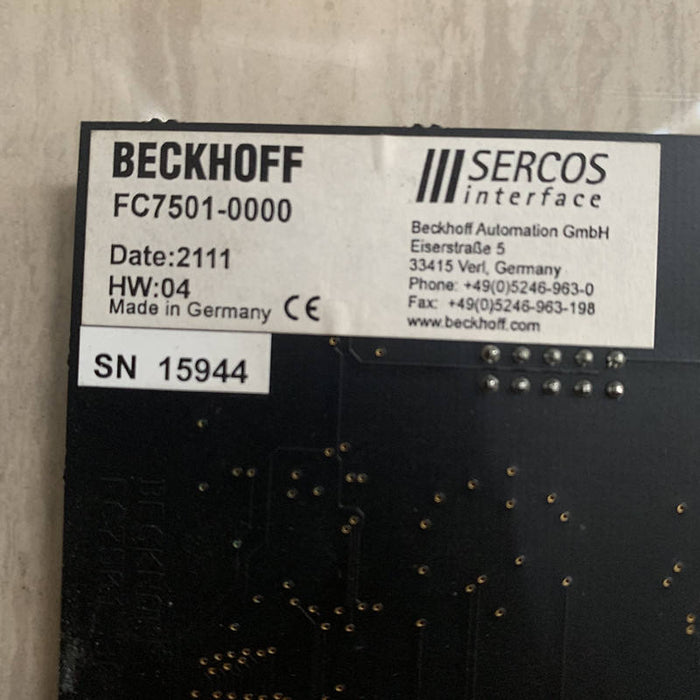 BECKHOFF
FC7501-0000
Date:2111
HW:04
Made in Germany CE
SERCOS
interface
Beckhoff Automation GmbH
Eiserstraße 5
33415 Verl, Germany
Phone: +49(0)5246-963-0
Fax: +49(0)5246-963-198
www.beckhoff.com
SN 15944
BECKHOFF